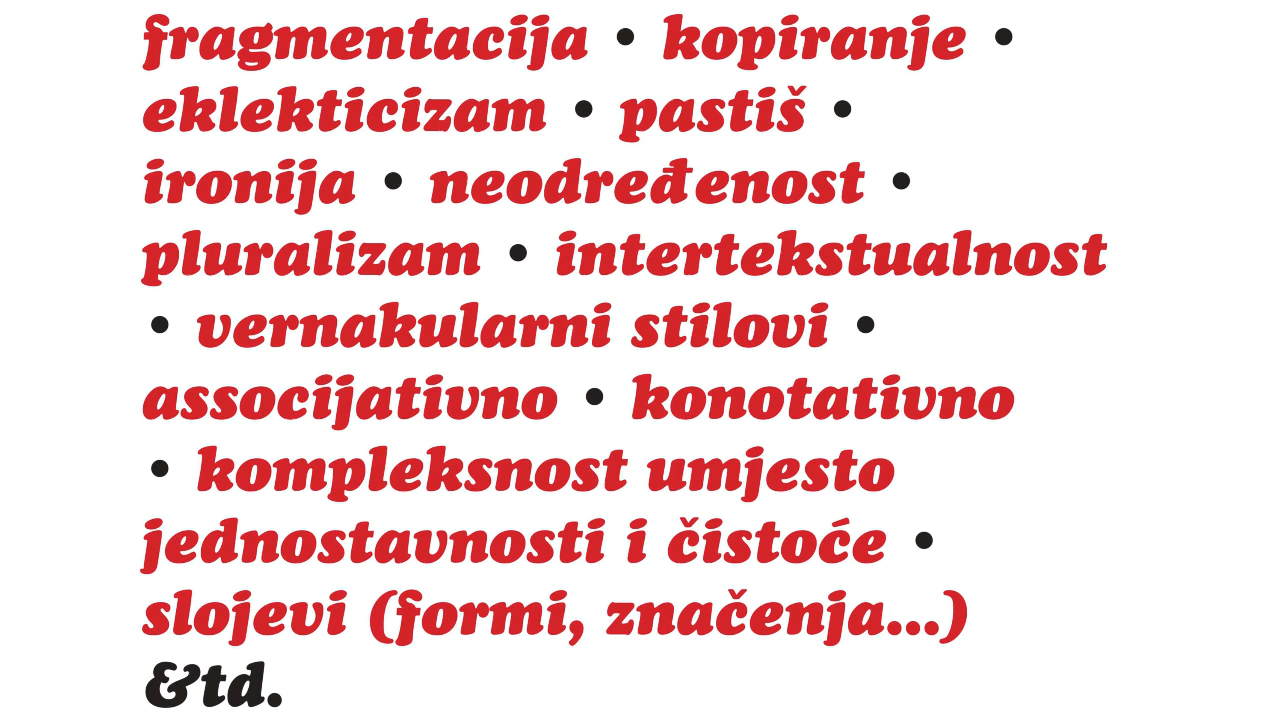 fragmentacija • kopiranje •
eklekticizam • pastiš •
ironija • neodređenost •
pluralizam • intertekstualnost
• vernakularni stilovi •
associjativno • konotativno
• kompleksnost umjesto
jednostavnosti i čistoće •
slojevi (formi, značenja...)
&td.